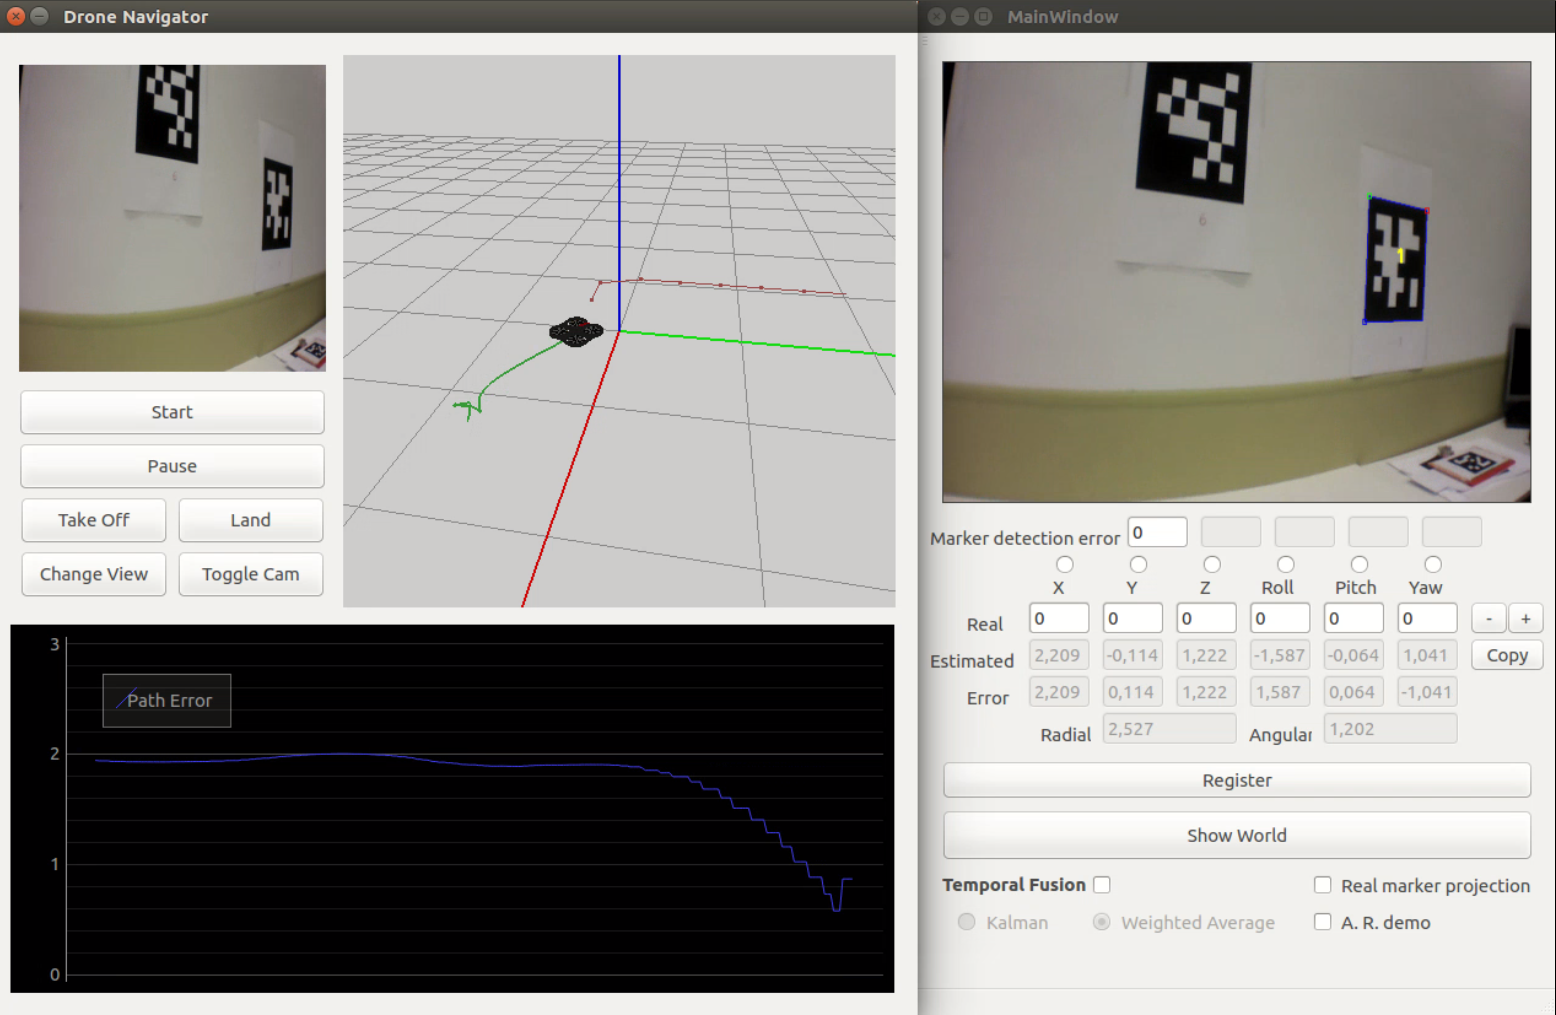 Drone Navigator
Start
Pause
Take Off
Land
Change View
Toggle Cam
3
Path Error
2
1
0
MainWindow
6
1
Marker detection error 0
X Y Z Roll Pitch Yaw
Real 0 0 0 0 0 0 - +
Estimated 2,209 -0,114 1,222 -1,587 -0,064 1,041 Copy
Error 2,209 0,114 1,222 1,587 0,064 -1,041
Radial 2,527 Angular 1,202
Register
Show World
Temporal Fusion
Real marker projection
Kalman
Weighted Average
A. R. demo